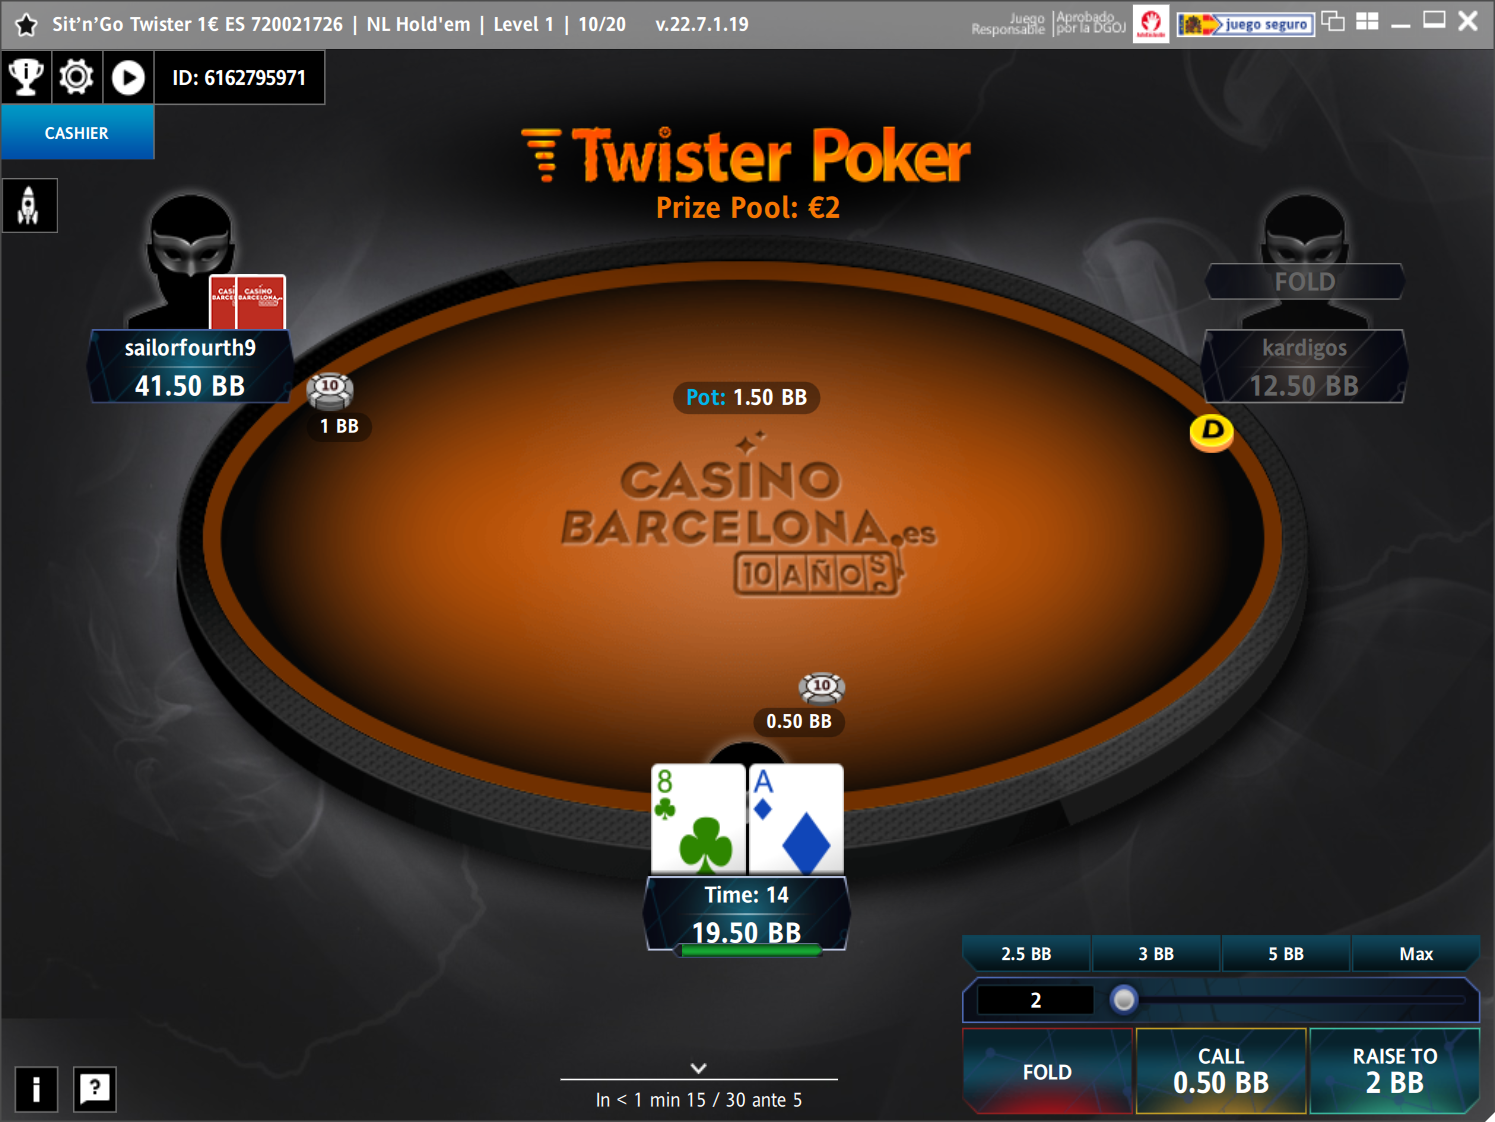 Sit’n’Go Twister 1€ ES 720021726 | NL Hold'em | Level 1 | 10/20 v.22.7.1.19
Juego Responsable
Aprobado por la DGOJ
juego seguro
ID: 6162795971
CASHIER
Twister Poker
Prize Pool: €2
CASINO BARCELONA
sailorfourth9
41.50 BB
FOLD
kardigos
12.50 BB
10
1 BB
Pot: 1.50 BB
D
CASINO
BARCELONA.es
10 AÑOS
10
0.50 BB
8
A
Time: 14
19.50 BB
2.5 BB
3 BB
5 BB
Max
2
FOLD
CALL
0.50 BB
RAISE TO
2 BB
In < 1 min 15 / 30 ante 5